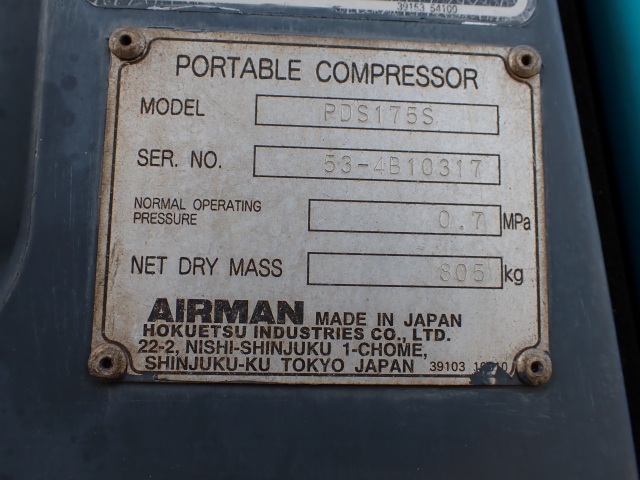 39153 54100
PORTABLE COMPRESSOR
MODEL PDS175S
SER. NO. 53-4B10317
NORMAL OPERATING
PRESSURE 0.7 MPa
NET DRY MASS 805 kg
AIRMAN MADE IN JAPAN
HOKUETSU INDUSTRIES CO., LTD.
22-2, NISHI-SHINJUKU 1-CHOME,
SHINJUKU-KU TOKYO JAPAN 39103